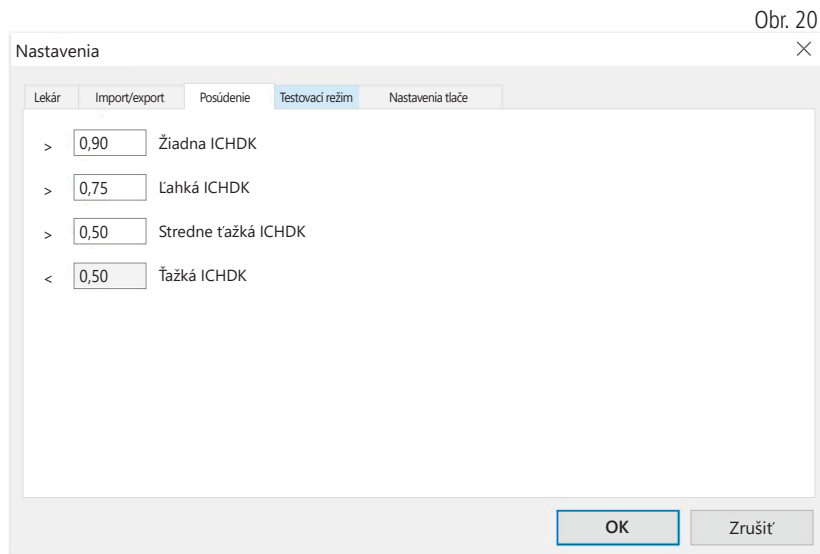 Obr. 20
Nastavenia
Lekár Import/export Posúdenie Testovací režim Nastavenia tlače
> 0,90 Žiadna ICHDK
> 0,75 Ľahká ICHDK
> 0,50 Stredne ťažká ICHDK
< 0,50 Ťažká ICHDK
OK Zrušiť